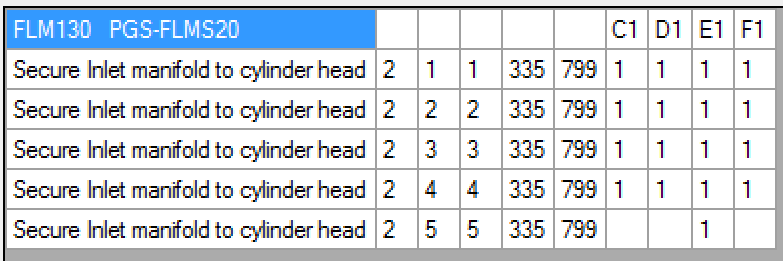 FLM130 PGS-FLMS20 C1 D1 E1 F1
Secure Inlet manifold to cylinder head 2 1 1 335 799 1 1 1 1
Secure Inlet manifold to cylinder head 2 2 2 335 799 1 1 1 1
Secure Inlet manifold to cylinder head 2 3 3 335 799 1 1 1 1
Secure Inlet manifold to cylinder head 2 4 4 335 799 1 1 1 1
Secure Inlet manifold to cylinder head 2 5 5 335 799 1